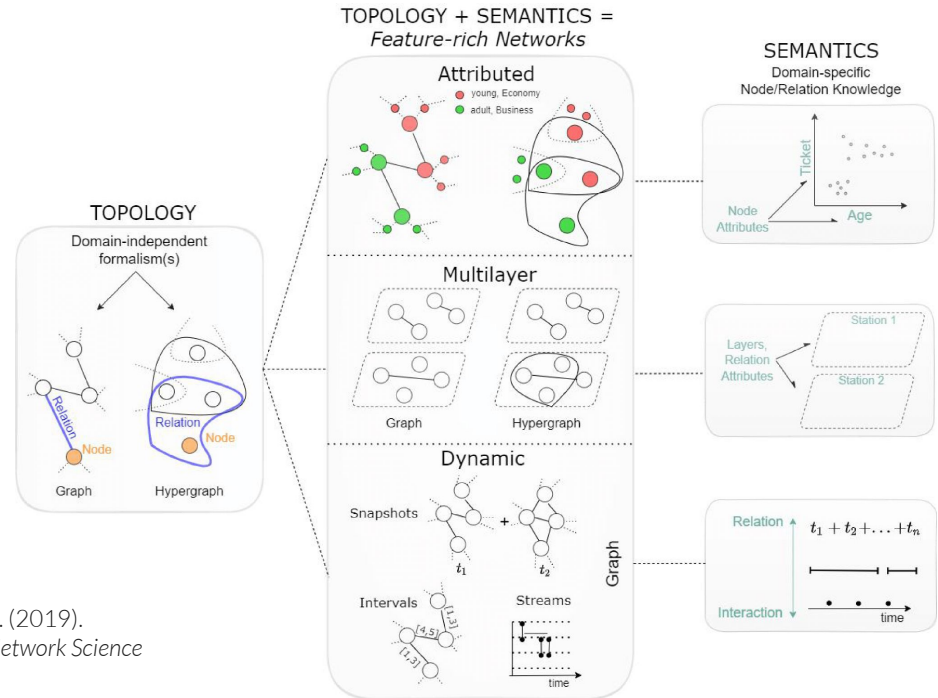 TOPOLOGY + SEMANTICS =
Feature-rich Networks
Attributed
young, Economy
adult, Business
Multilayer
Graph
Hypergraph
Dynamic
Snapshots
+
t1
t2
Intervals
[1,3]
[4,5]
[1,3]
Streams
time
Graph
TOPOLOGY
Domain-independent
formalism(s)
Relation
Node
Graph
Relation
Node
Hypergraph
SEMANTICS
Domain-specific
Node/Relation Knowledge
Ticket
Age
Node
Attributes
Layers,
Relation
Attributes
Station 1
Station 2
Relation
t1 + t2 + . . . + tn
Interaction
time
. (2019).
etwork Science